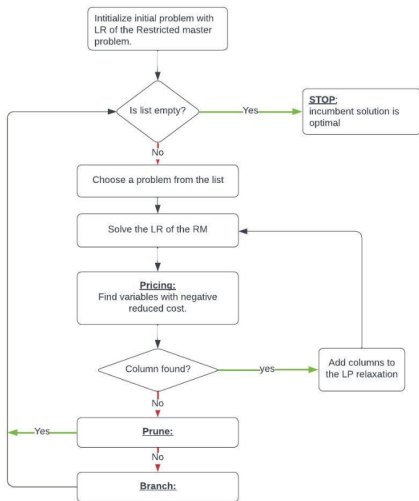 Intitialize initial problem with
LR of the Restricted master
problem.
Is list empty?
Yes
STOP:
incumbent solution is
optimal
No
Choose a problem from the list
Solve the LR of the RM
Pricing:
Find variables with negative
reduced cost.
Column found?
yes
Add columns to
the LP relaxation
No
Yes
Prune:
No
Branch: